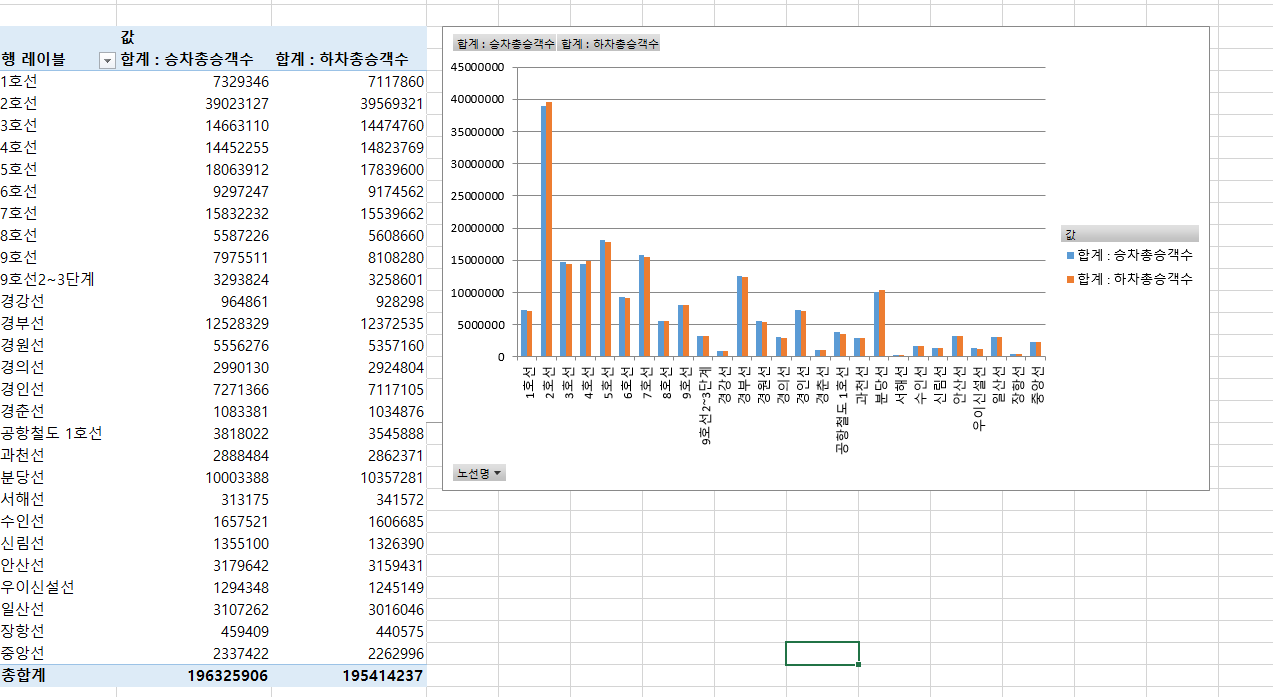 값
행 레이블 합계 : 승차총승객수 합계 : 하차총승객수
1호선 7329346 7117860
2호선 39023127 39569321
3호선 14663110 14474760
4호선 14452255 14823769
5호선 18063912 17839600
6호선 9297247 9174562
7호선 15832232 15539662
8호선 5587226 5608660
9호선 7975511 8108280
9호선2~3단계 3293824 3258601
경강선 964861 928298
경부선 12528329 12372535
경원선 5556276 5357160
경의선 2990130 2924804
경인선 7271366 7117105
경춘선 1083381 1034876
공항철도 1호선 3818022 3545888
과천선 2888484 2862371
분당선 10003388 10357281
서해선 313175 341572
수인선 1657521 1606685
신림선 1355100 1326390
안산선 3179642 3159431
우이신설선 1294348 1245149
일산선 3107262 3016046
장항선 459409 440575
중앙선 2337422 2262996
총합계 196325906 195414237
합계 : 승차총승객수 합계 : 하차총승객수
45000000
40000000
35000000
30000000
25000000
20000000
15000000
10000000
5000000
0
1호선
2호선
3호선
4호선
5호선
6호선
7호선
8호선
9호선
9호선2~3단계
경강선
경부선
경원선
경의선
경인선
경춘선
공항철도 1호선
과천선
분당선
서해선
수인선
신림선
안산선
우이신설선
일산선
장항선
중앙선
값
합계 : 승차총승객수
합계 : 하차총승객수
노선명